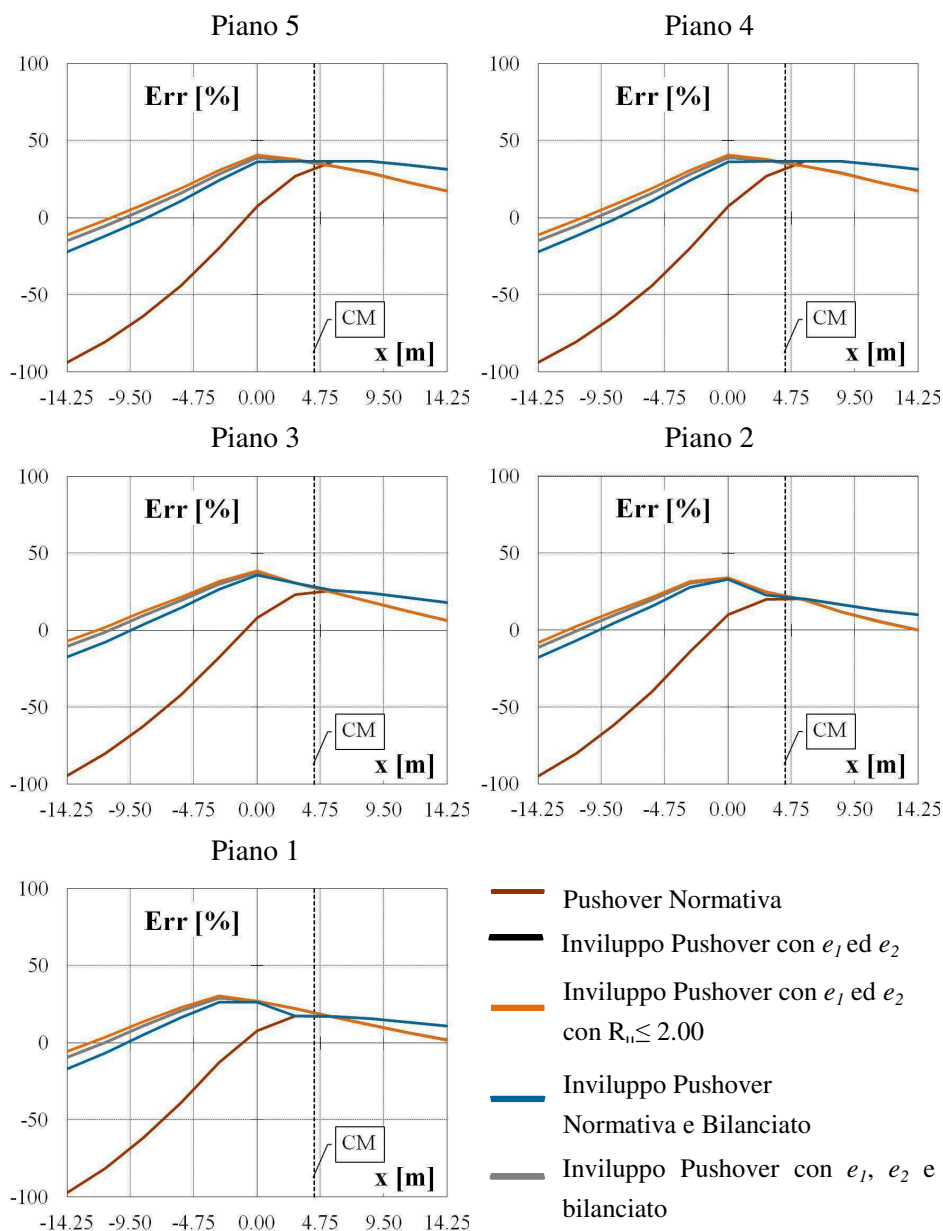 Piano 5
Piano 4
100
50
0
-50
-100
Err [%]
CM
x [m]
-14.25 -9.50 -4.75 0.00 4.75 9.50 14.25
100
50
0
-50
-100
Err [%]
CM
x [m]
-14.25 -9.50 -4.75 0.00 4.75 9.50 14.25
Piano 3
Piano 2
100
50
0
-50
-100
Err [%]
CM
x [m]
-14.25 -9.50 -4.75 0.00 4.75 9.50 14.25
100
50
0
-50
-100
Err [%]
CM
x [m]
-14.25 -9.50 -4.75 0.00 4.75 9.50 14.25
Piano 1
100
50
0
-50
-100
Err [%]
CM
x [m]
-14.25 -9.50 -4.75 0.00 4.75 9.50 14.25
Pushover Normativa
Inviluppo Pushover con e1 ed e2
Inviluppo Pushover con e1 ed e2
con Rμ≤ 2.00
Inviluppo Pushover
Normativa e Bilanciato
Inviluppo Pushover con e1, e2 e
bilanciato